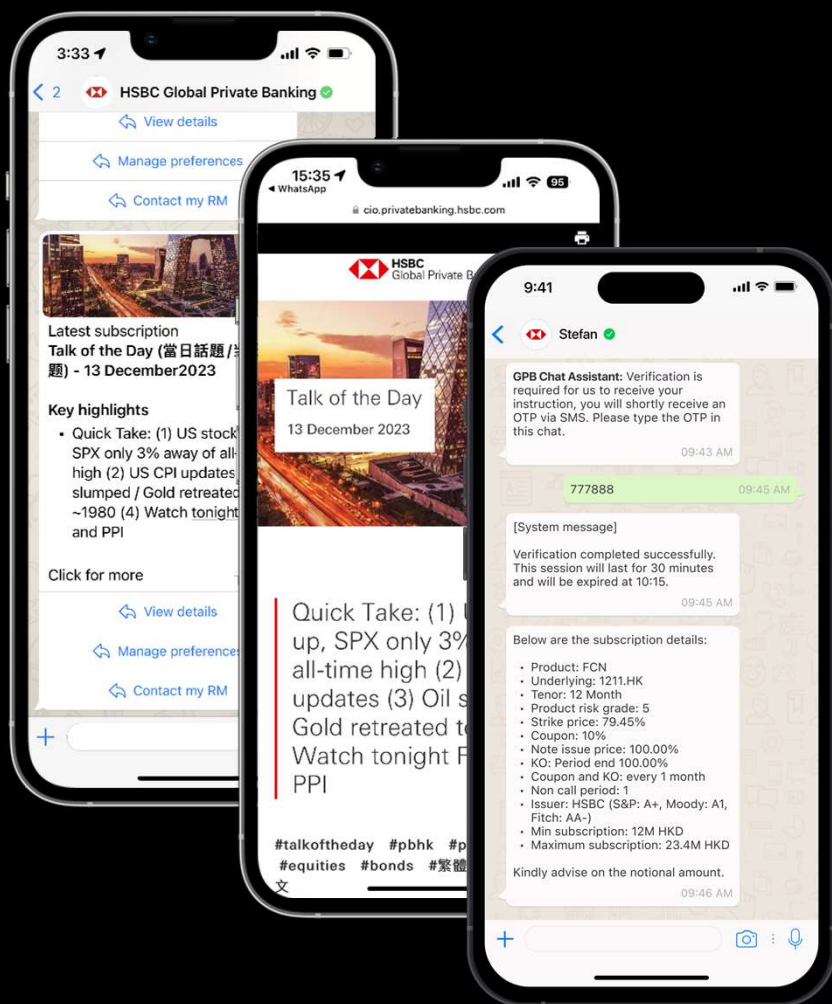 3:33
2
HSBC Global Private Banking
View details
Manage preferences
Contact my RM
Latest subscription
Talk of the Day (當日話題/
題) - 13 December2023
Key highlights
• Quick Take: (1) US stock
SPX only 3% away of all-
high (2) US CPI updates
slumped / Gold retreated
~1980 (4) Watch tonight
and PPI
Click for more
View details
Manage preferences
Contact my RM
15:35
95
WhatsApp
cio.privatebanking.hsbc.com
HSBC
Global Private B
Talk of the Day
13 December 2023
Quick Take: (1)
up, SPX only 3%
all-time high (2)
updates (3) Oil s
Gold retreated
Watch tonight F
PPI
#talkoftheday #pbhk
#equities #bonds #繁體
文
9:41
Stefan
GPB Chat Assistant: Verification is
required for us to receive your
instruction, you will shortly receive an
OTP via SMS. Please type the OTP in
this chat.
09:43 AM
777888
09:45 AM
[System message]
Verification completed successfully.
This session will last for 30 minutes
and will be expired at 10:15.
09:45 AM
Below are the subscription details:
• Product: FCN
• Underlying: 1211.HK
• Tenor: 12 Month
• Product risk grade: 5
• Strike price: 79.45%
• Coupon: 10%
• Note issue price: 100.00%
• KO: Period end 100.00%
• Coupon and KO: every 1 month
• Non call period: 1
• Issuer: HSBC (S&P: A+, Moody: A1,
Fitch: AA-)
• Min subscription: 12M HKD
• Maximum subscription: 23.4M HKD
Kindly advise on the notional amount.
09:46 AM